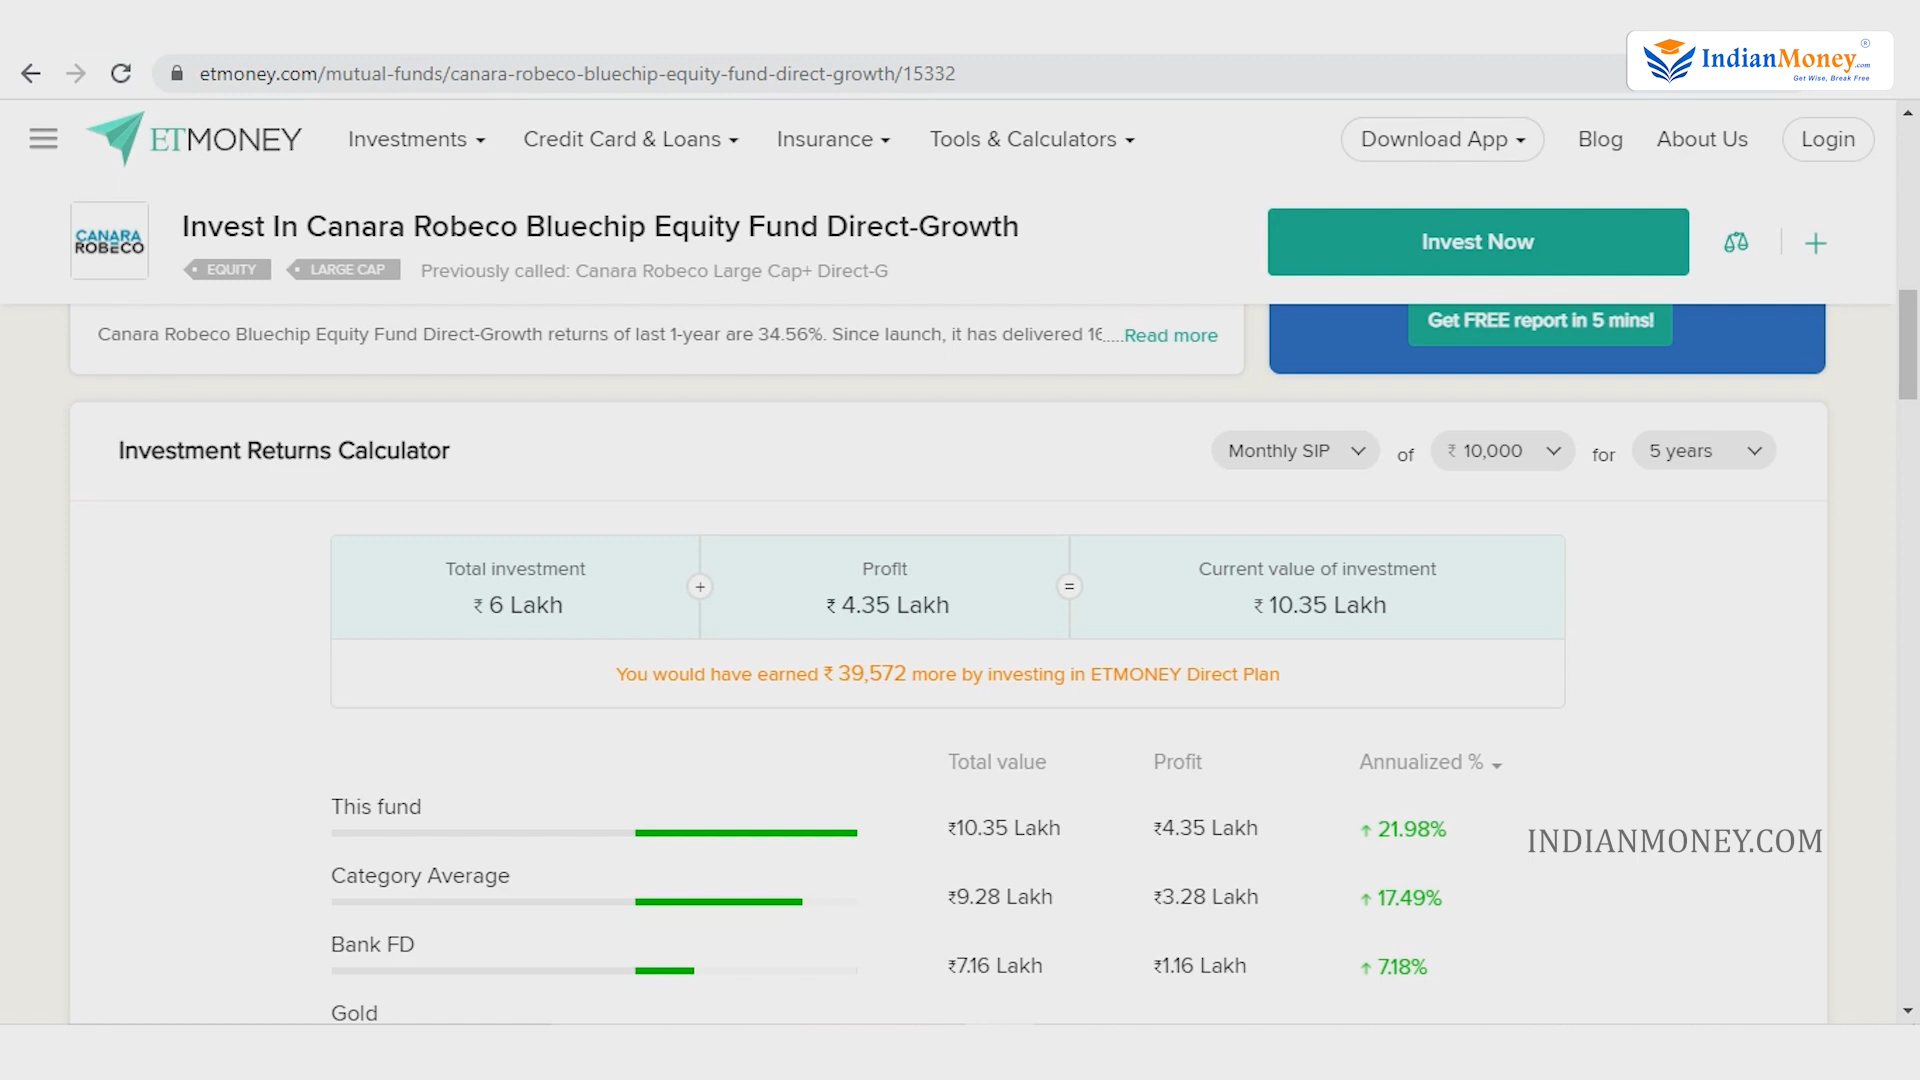 IndianMoney.com ®
Get Wise, Break Free
etmoney.com/mutual-funds/canara-robeco-bluechip-equity-fund-direct-growth/15332
ETMONEY Investments Credit Card & Loans Insurance Tools & Calculators Download App Blog About Us Login
CANARA
ROBECO
Invest In Canara Robeco Bluechip Equity Fund Direct-Growth
Invest Now
EQUITY LARGE CAP Previously called: Canara Robeco Large Cap+ Direct-G
Get FREE report in 5 mins!
Canara Robeco Bluechip Equity Fund Direct-Growth returns of last 1-year are 34.56%. Since launch, it has delivered 16.....Read more
Investment Returns Calculator Monthly SIP of ₹ 10,000 for 5 years
Total investment Profit Current value of investment
₹ 6 Lakh + ₹ 4.35 Lakh = ₹ 10.35 Lakh
You would have earned ₹ 39,572 more by investing in ETMONEY Direct Plan
Total value Profit Annualized %
This fund ₹10.35 Lakh ₹4.35 Lakh ↑ 21.98%
INDIANMONEY.COM
Category Average ₹9.28 Lakh ₹3.28 Lakh ↑ 17.49%
Bank FD ₹7.16 Lakh ₹1.16 Lakh ↑ 7.18%
Gold